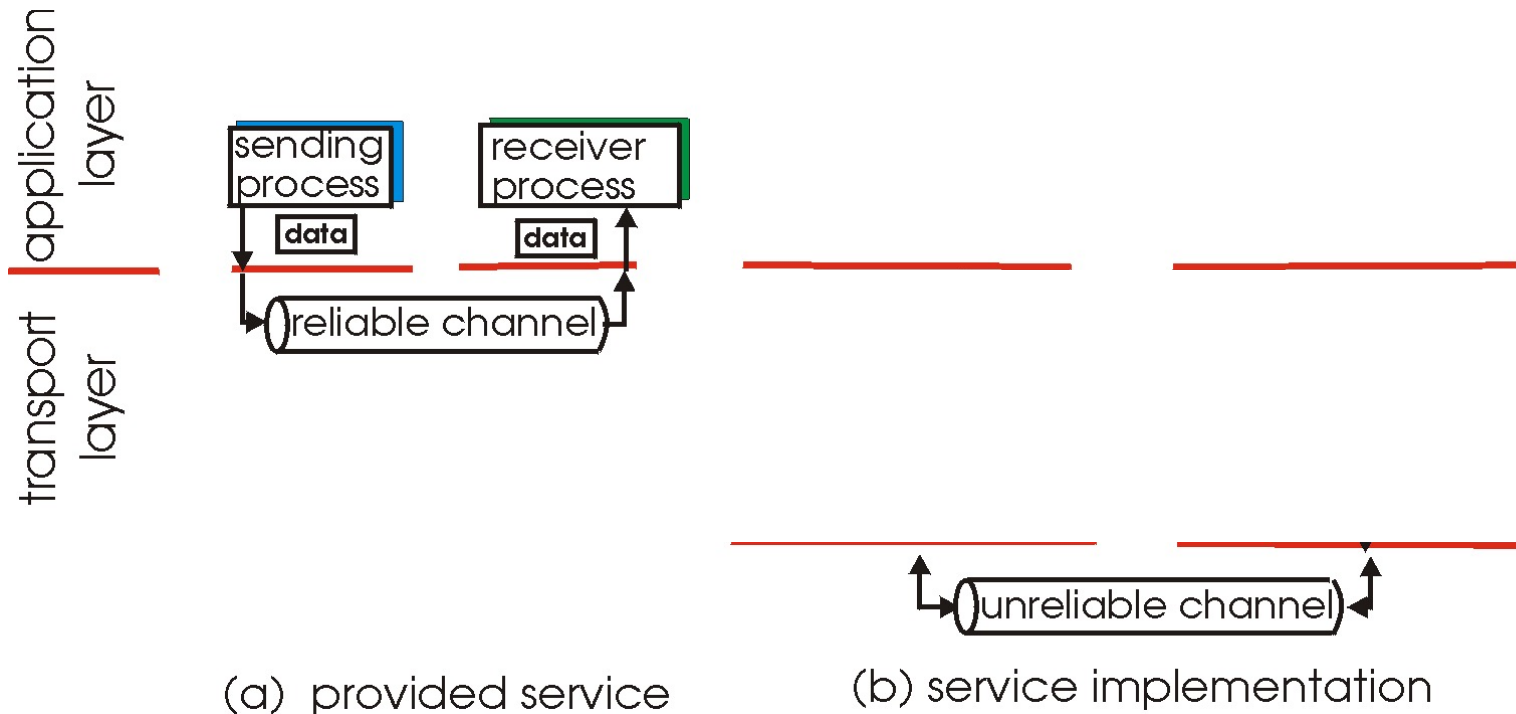 application
layer
transport
layer
sending
process
receiver
process
data
data
reliable channel
unreliable channel
(a) provided service
(b) service implementation